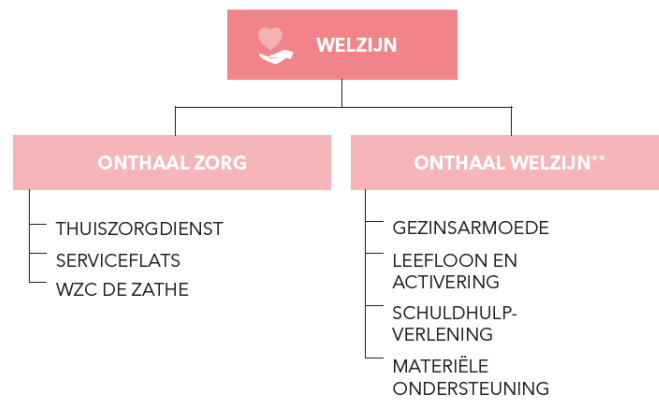 WELZIJN
ONTHAAL ZORG
THUISZORGDIENST
SERVICEFLATS
WZC DE ZATHE
ONTHAAL WELZIJN**
GEZINSARMOEDE
LEEFLOON EN
ACTIVERING
SCHULDHULP-
VERLENING
MATERIËLE
ONDERSTEUNING